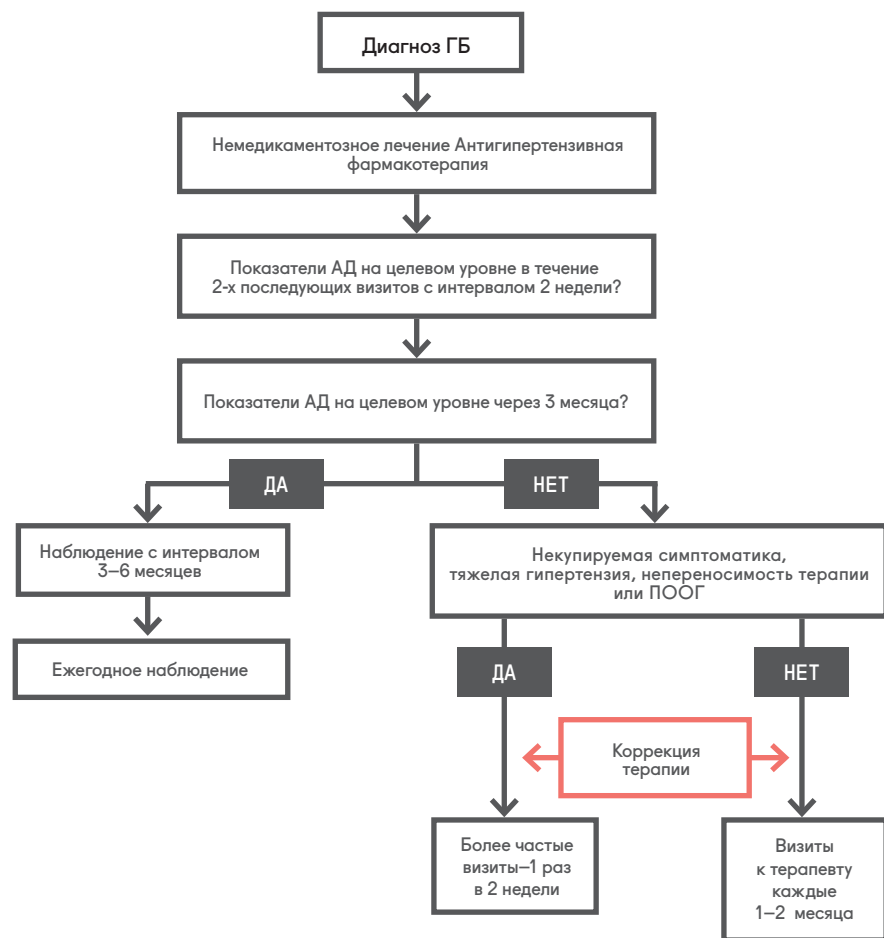 Диагноз ГБ
Немедикаментозное лечение Антигипертензивная
фармакотерапия
Показатели АД на целевом уровне в течение
2-х последующих визитов с интервалом 2 недели?
Показатели АД на целевом уровне через 3 месяца?
ДА
НЕТ
Наблюдение с интервалом
3–6 месяцев
Некупируемая симптоматика,
тяжелая гипертензия, непереносимость терапии
или ПООГ
Ежегодное наблюдение
ДА
НЕТ
Коррекция
терапии
Более частые
визиты–1 раз
в 2 недели
Визиты
к терапевту
каждые
1–2 месяца